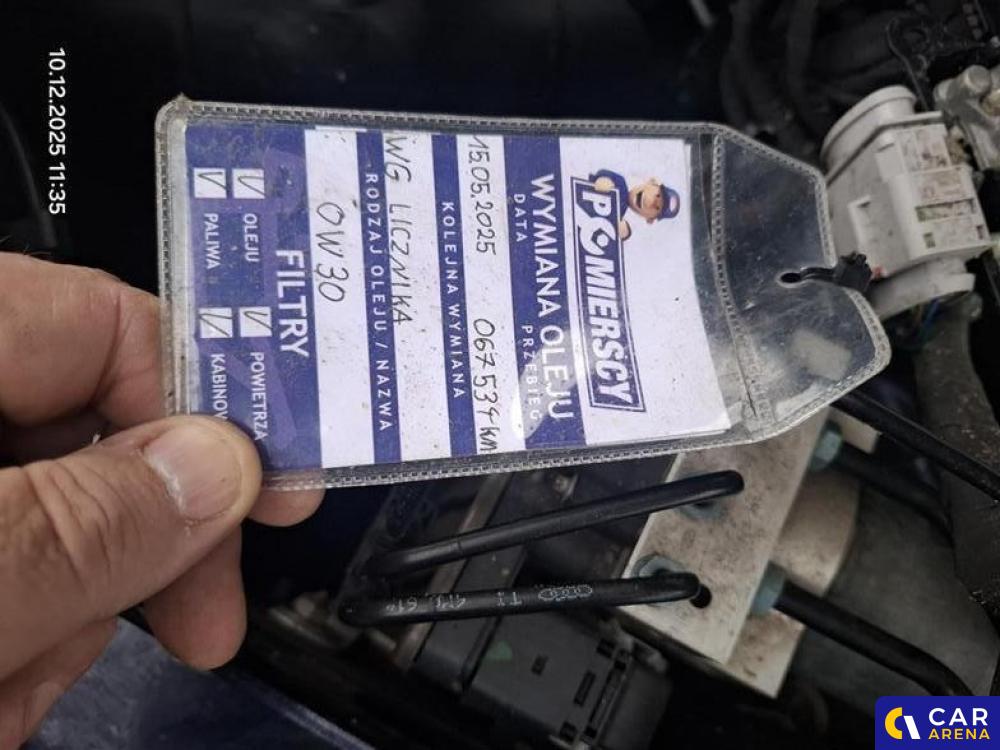 10.12.2025 11:35
POMIERSCY
WYMIANA OLEJU
DATA PRZEBIEG
15.05.2025 067534 km
KOLEJNA WYMIANA
WG LICZNIKA
RODZAJ OLEJU / NAZWA
0W30
FILTRY
OLEJU POWIETRZA
PALIWA KABINOW
CAR
ARENA